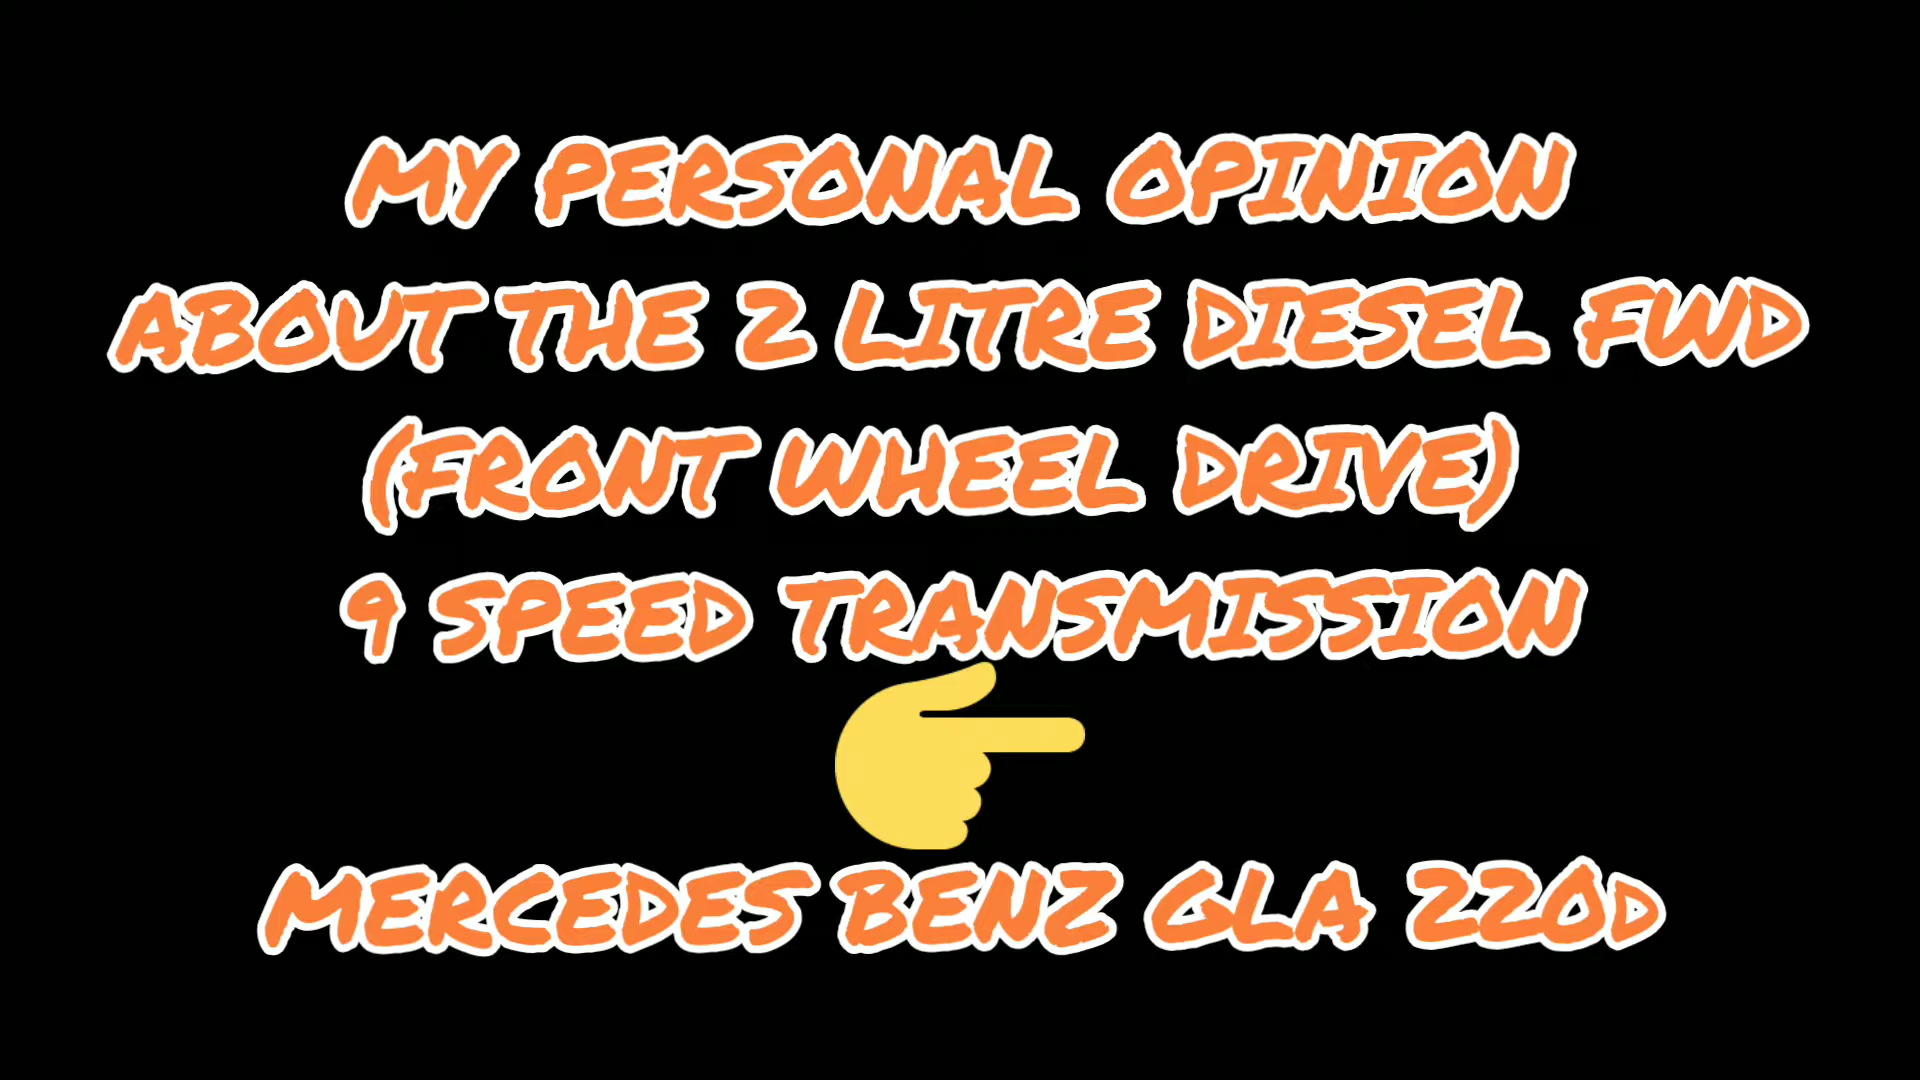 MY PERSONAL OPINION
ABOUT THE 2 LITRE DIESEL FWD
(FRONT WHEEL DRIVE)
9 SPEED TRANSMISSION
MERCEDES BENZ GLA 220D